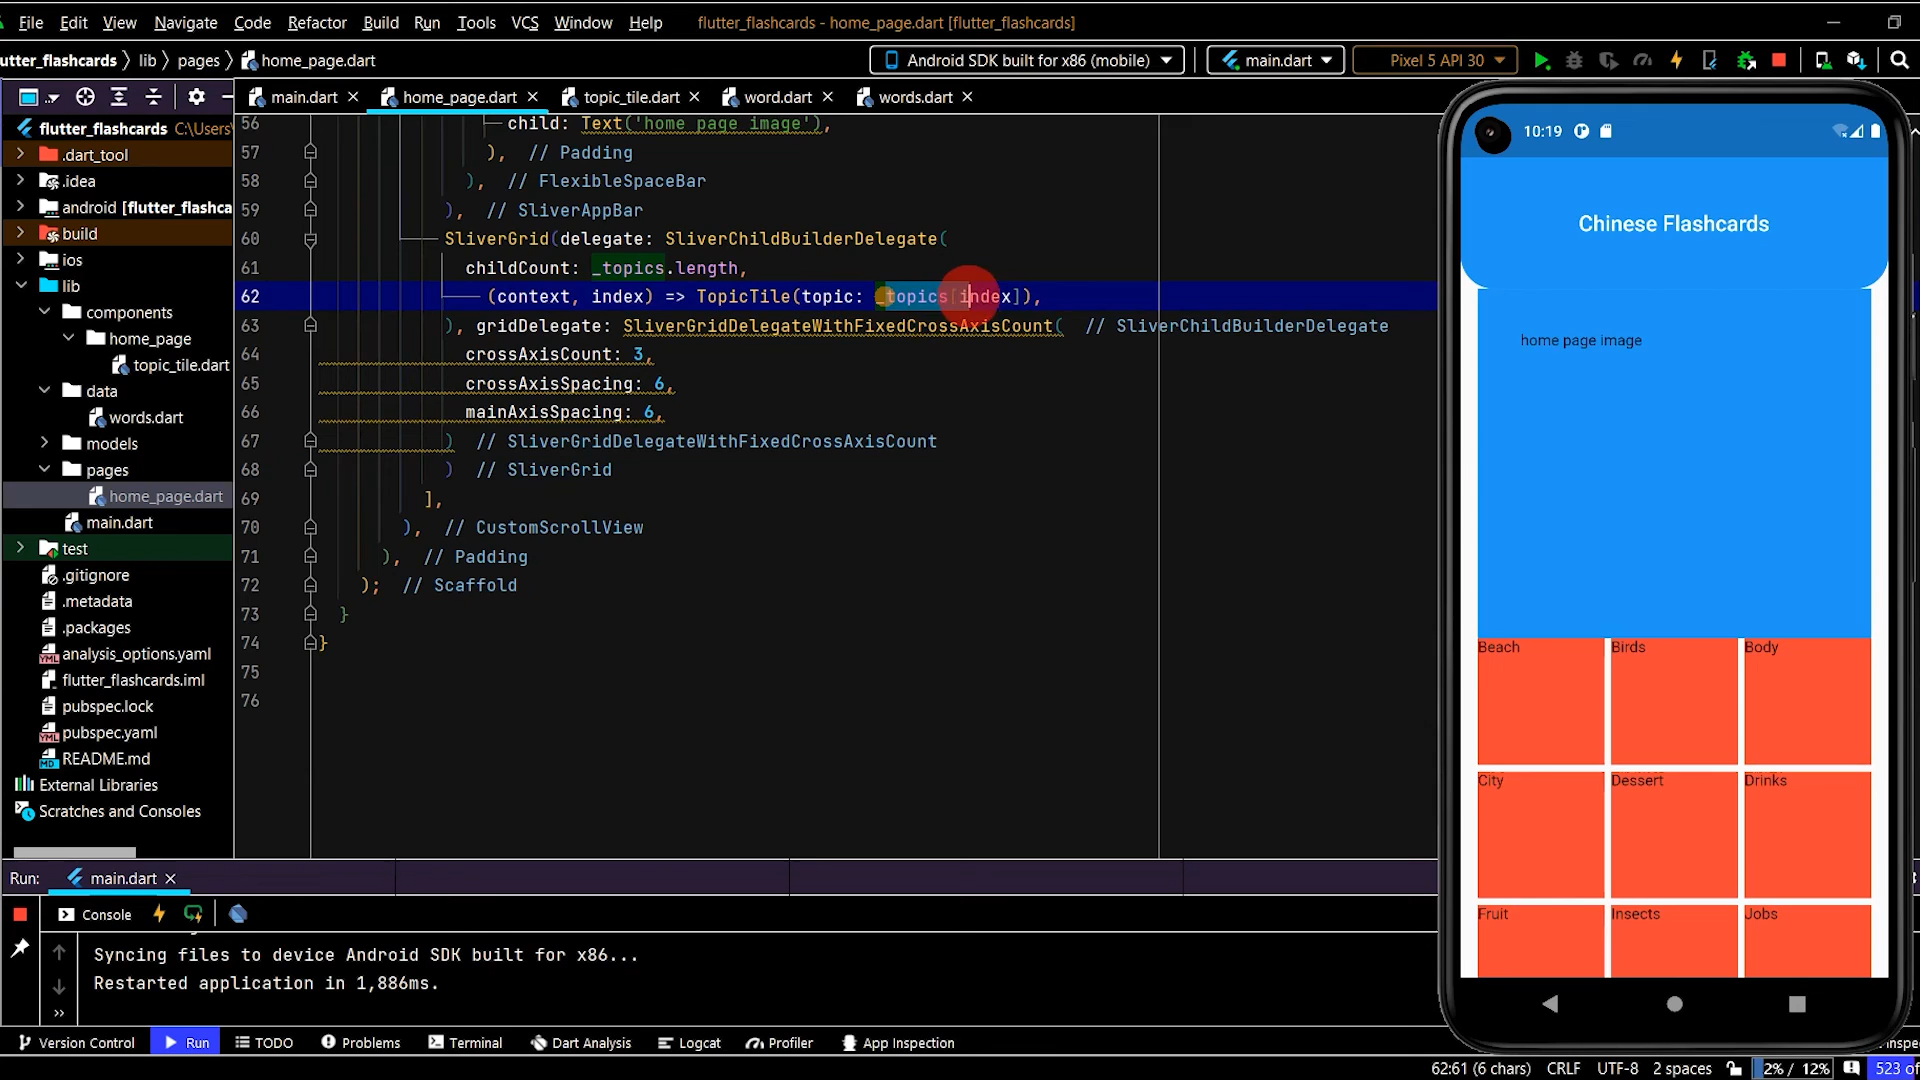 File Edit View Navigate Code Refactor Build Run Tools VCS Window Help flutter_flashcards - home_page.dart [flutter_flashcards]
utter_flashcards lib pages home_page.dart Android SDK built for x86 (mobile) main.dart Pixel 5 API 30
main.dart home_page.dart topic_tile.dart word.dart words.dart
flutter_flashcards C:\Users
.dart_tool
.idea
android [flutter_flashca
build
ios
lib
components
home_page
topic_tile.dart
data
words.dart
models
pages
home_page.dart
main.dart
test
.gitignore
.metadata
.packages
analysis_options.yaml
flutter_flashcards.iml
pubspec.lock
pubspec.yaml
README.md
External Libraries
Scratches and Consoles
56 child: Text('home page image'),
57 ), // Padding
58 ), // FlexibleSpaceBar
59 ), // SliverAppBar
60 SliverGrid(delegate: SliverChildBuilderDelegate(
61 childCount: _topics.length,
62 (context, index) => TopicTile(topic: _topics[index]),
63 ), gridDelegate: SliverGridDelegateWithFixedCrossAxisCount( // SliverChildBuilderDelegate
64 crossAxisCount: 3,
65 crossAxisSpacing: 6,
66 mainAxisSpacing: 6,
67 ) // SliverGridDelegateWithFixedCrossAxisCount
68 ) // SliverGrid
69 ],
70 ), // CustomScrollView
71 ), // Padding
72 ); // Scaffold
73 }
74 }
75
76
10:19
Chinese Flashcards
home page image
Beach Birds Body
City Dessert Drinks
Fruit Insects Jobs
Run: main.dart
Console
Syncing files to device Android SDK built for x86...
Restarted application in 1,886ms.
Version Control Run TODO Problems Terminal Dart Analysis Logcat Profiler App Inspection
62:61 (6 chars) CRLF UTF-8 2 spaces 2% / 12% 523 of